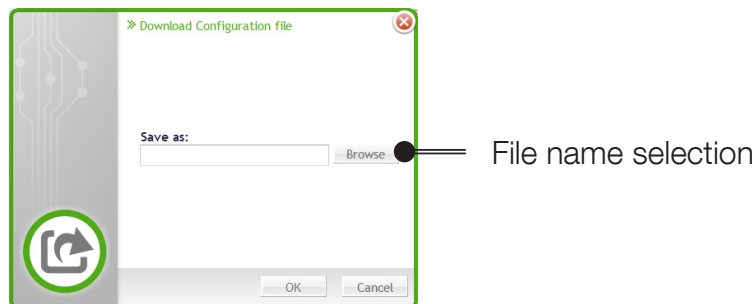 » Download Configuration file
Save as:
Browse
File name selection
OK Cancel